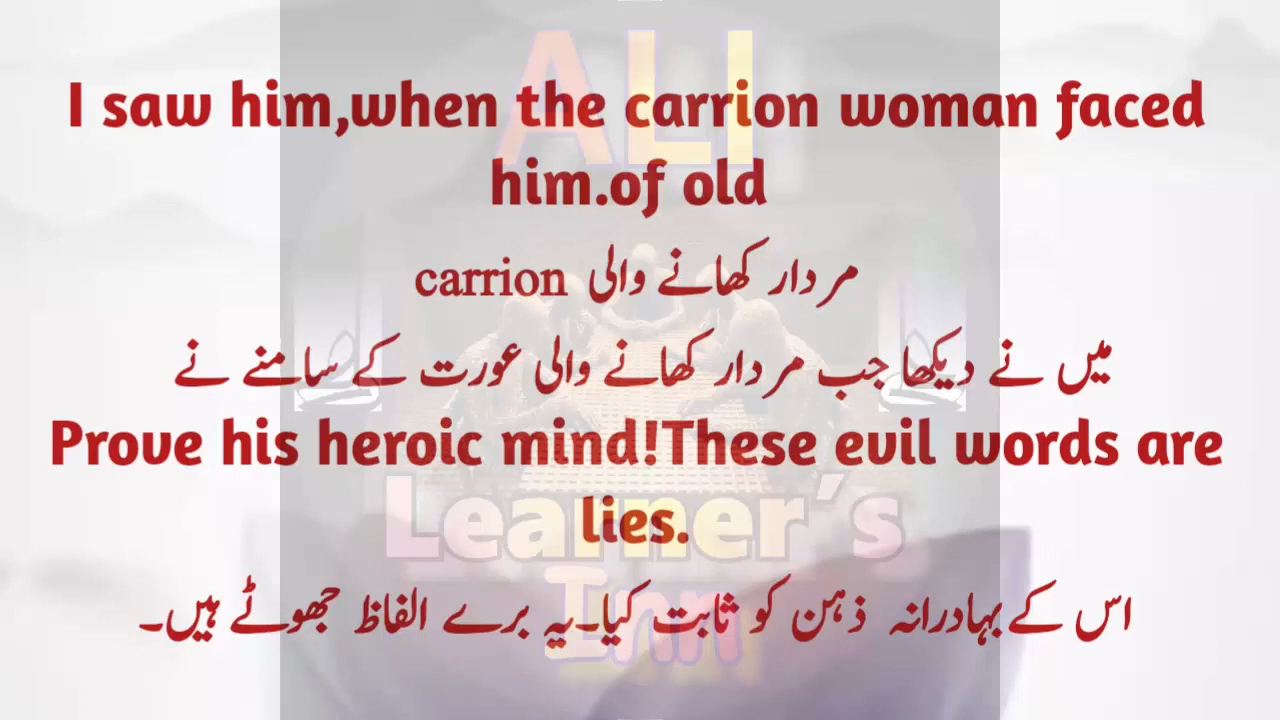 ALI
I saw him,when the carrion woman faced
him.of old
مردار کھانے والی carrion
میں نے دیکھا جب مردار کھانے والی عورت کے سامنے نے
Prove his heroic mind!These evil words are
lies.
Learner's
Inn
اس کے بہادرانہ ذہن کو ثابت کیا۔یہ برے الفاظ جھوٹے ہیں۔